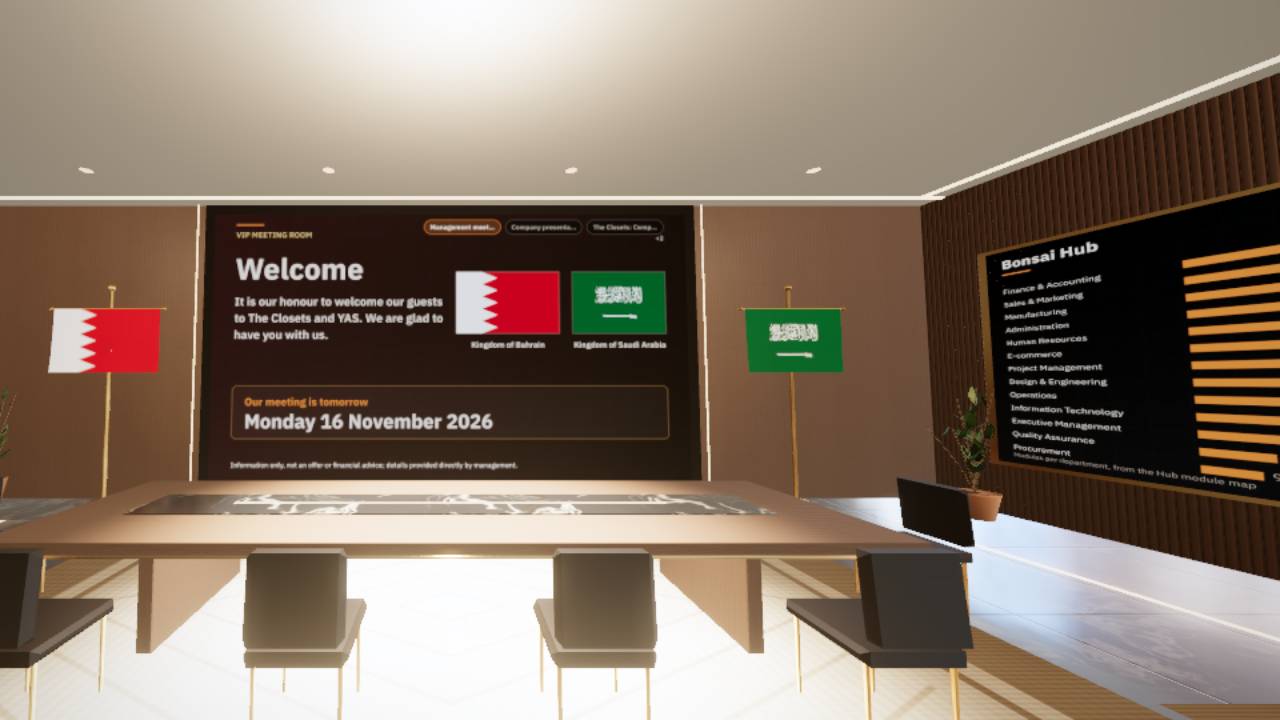 VIP MEETING ROOM
Management meet...
Company presenta...
The Closets: Comp...
+2
Welcome
It is our honour to welcome our guests
to The Closets and YAS. We are glad to
have you with us.
Kingdom of Bahrain
Kingdom of Saudi Arabia
Our meeting is tomorrow
Monday 16 November 2026
Information only, not an offer or financial advice; details provided directly by management.
Bonsai Hub
Finance & Accounting
Sales & Marketing
Manufacturing
Administration
Human Resources
E-commerce
Project Management
Design & Engineering
Operations
Information Technology
Executive Management
Quality Assurance
Procurement
Modules per department, from the Hub module map